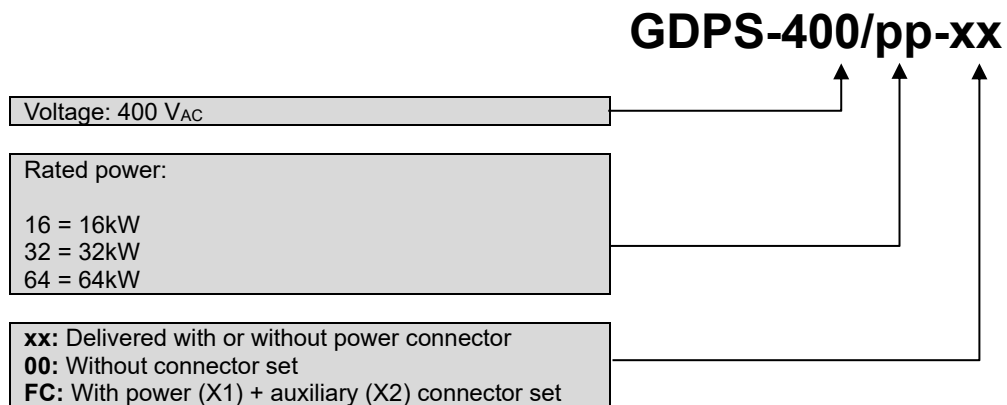 GDPS-400/pp-xx
Voltage: 400 VAC
Rated power:
16 = 16kW
32 = 32kW
64 = 64kW
xx: Delivered with or without power connector
00: Without connector set
FC: With power (X1) + auxiliary (X2) connector set